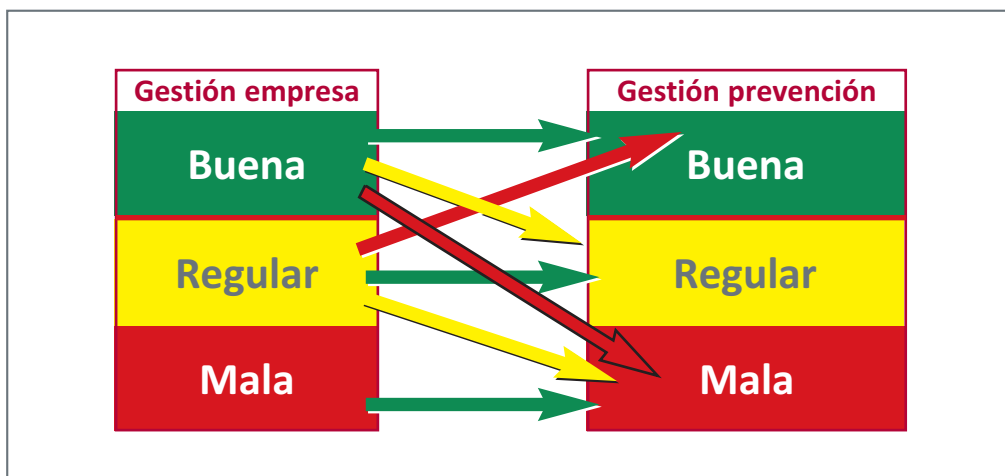 Gestión empresa
Buena
Regular
Mala
Gestión prevención
Buena
Regular
Mala